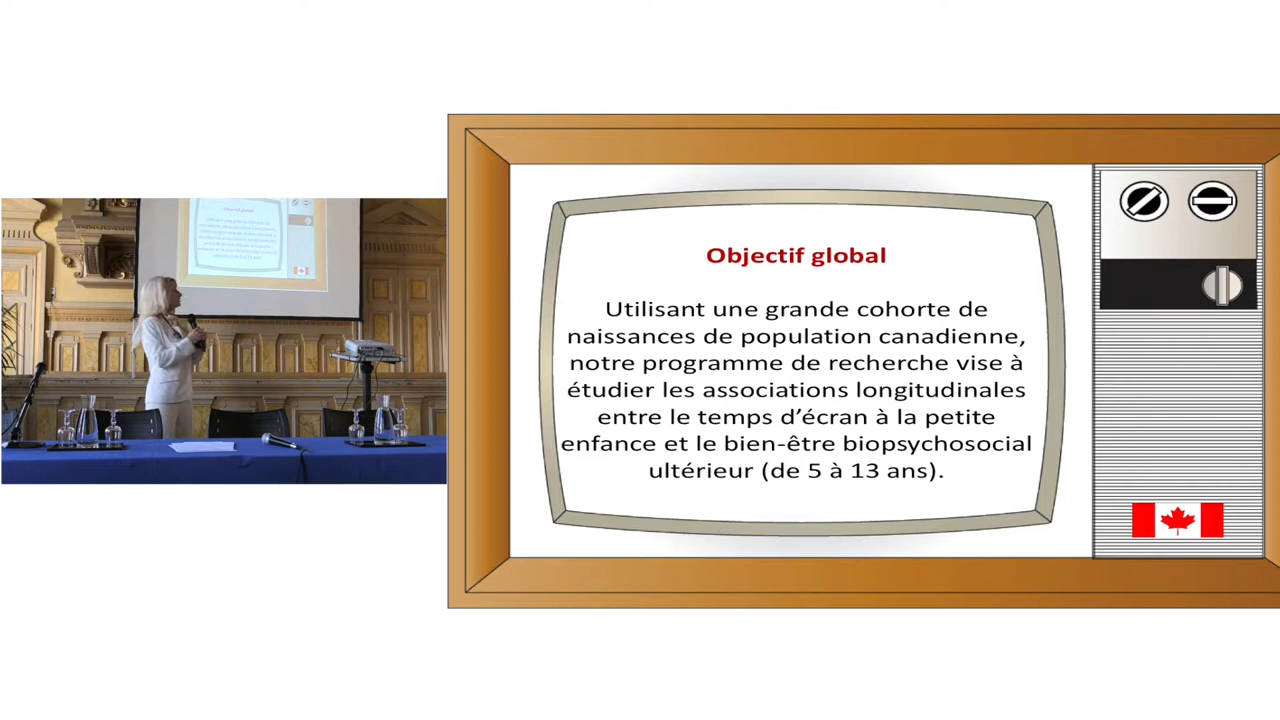 Objectif global
Utilisant une grande cohorte de
naissances de population canadienne,
notre programme de recherche vise à
étudier les associations longitudinales
entre le temps d’écran à la petite
enfance et le bien-être biopsychosocial
ultérieur (de 5 à 13 ans).